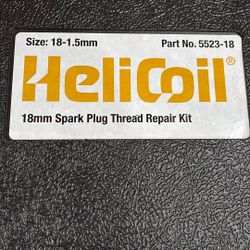 Size: 18-1.5mm Part No. 5523-18
HeliCoil®
18mm Spark Plug Thread Repair Kit